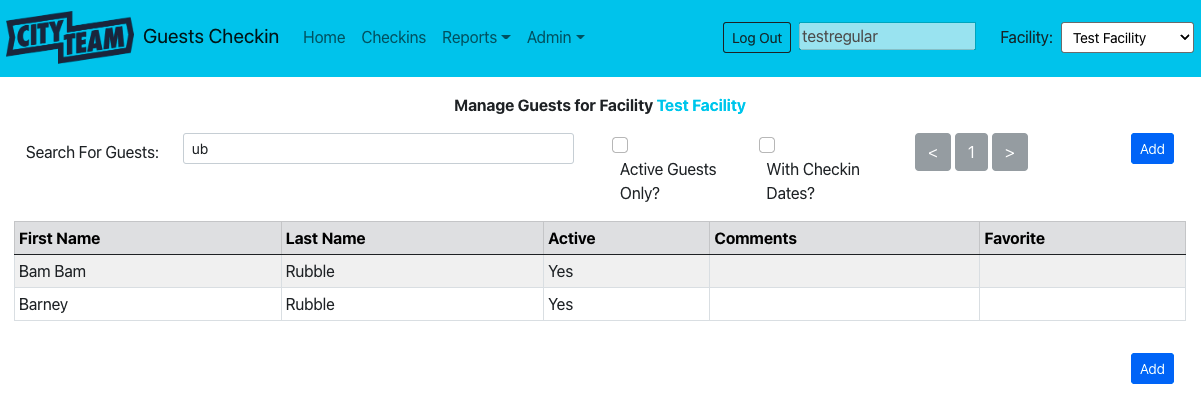 CITY TEAM Guests Checkin Home Checkins Reports Admin Log Out testregular Facility: Test Facility
Manage Guests for Facility Test Facility
Search For Guests: ub Active Guests Only? With Checkin Dates? < 1 > Add
First Name Last Name Active Comments Favorite
Bam Bam Rubble Yes
Barney Rubble Yes
Add